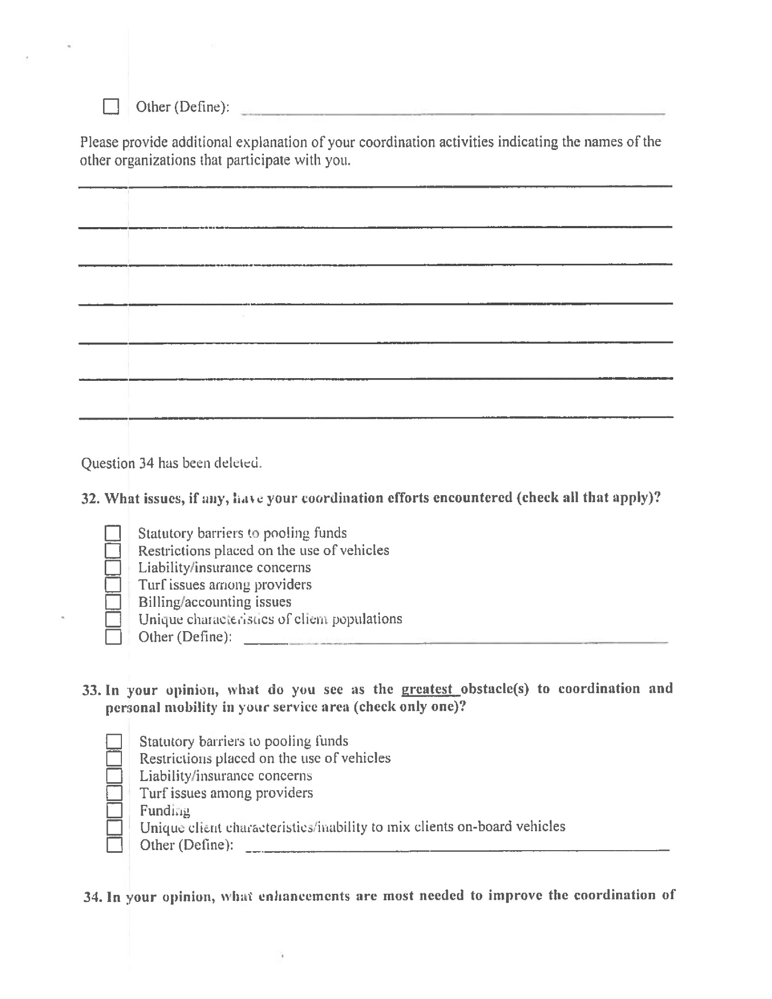 Other (Define):
Please provide additional explanation of your coordination activities indicating the names of the
other organizations that participate with you.
Question 34 has been deleted.
32. What issues, if any, have your coordination efforts encountered (check all that apply)?
Statutory barriers to pooling funds
Restrictions placed on the use of vehicles
Liability/insurance concerns
Turf issues among providers
Billing/accounting issues
Unique characteristics of client populations
Other (Define):
33. In your opinion, what do you see as the greatest obstacle(s) to coordination and
personal mobility in your service area (check only one)?
Statutory barriers to pooling funds
Restrictions placed on the use of vehicles
Liability/insurance concerns
Turf issues among providers
Funding
Unique client characteristics/inability to mix clients on-board vehicles
Other (Define):
34. In your opinion, what enhancements are most needed to improve the coordination of